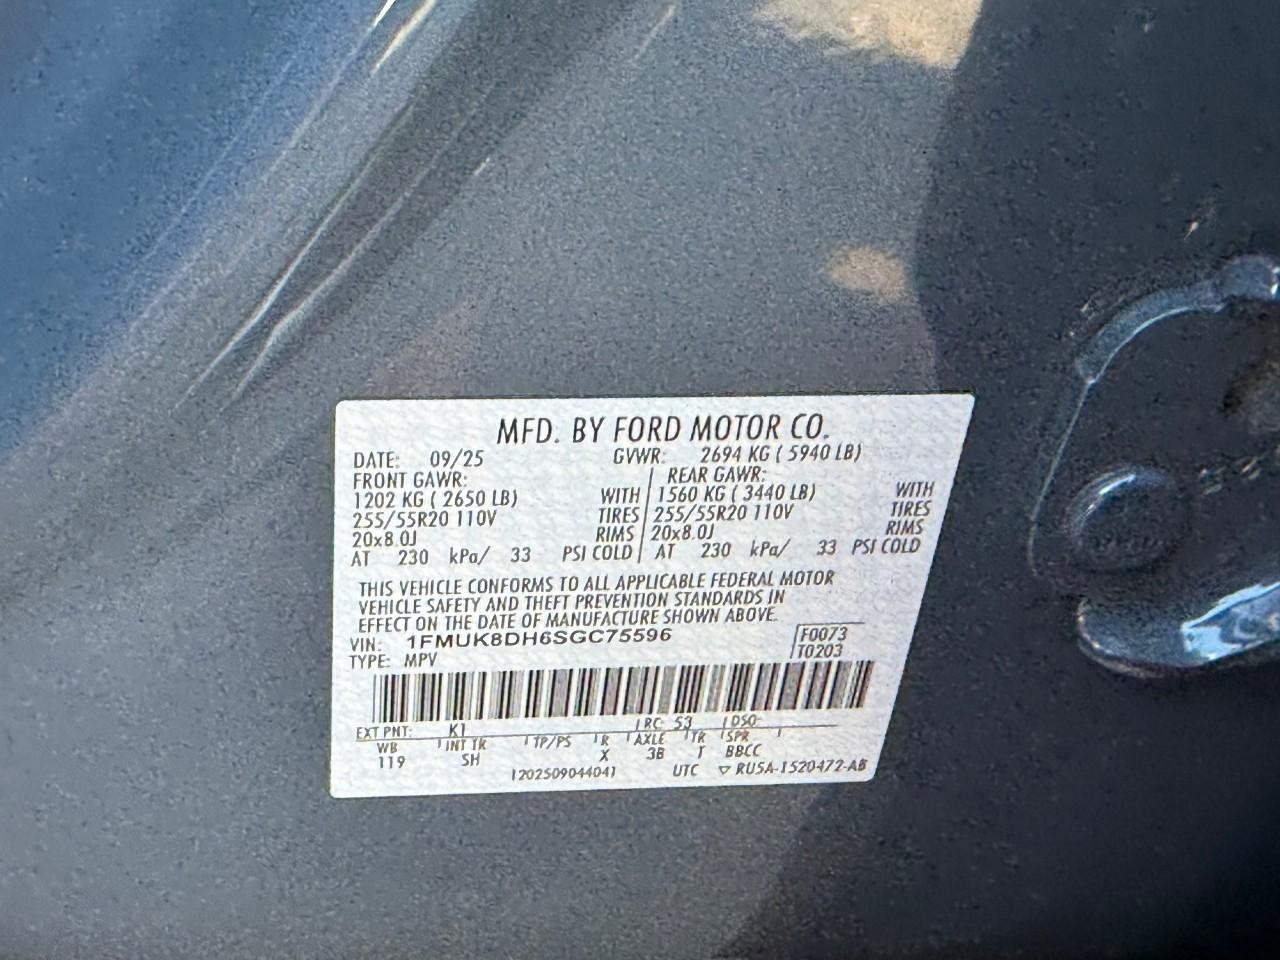 MFD. BY FORD MOTOR CO.
DATE: 09/25 GVWR: 2694 KG ( 5940 LB)
FRONT GAWR: REAR GAWR:
1202 KG ( 2650 LB) WITH 1560 KG ( 3440 LB) WITH
255/55R20 110V TIRES 255/55R20 110V TIRES
20x8.0J RIMS 20x8.0J RIMS
AT 230 kPa/ 33 PSI COLD AT 230 kPa/ 33 PSI COLD
THIS VEHICLE CONFORMS TO ALL APPLICABLE FEDERAL MOTOR
VEHICLE SAFETY AND THEFT PREVENTION STANDARDS IN
EFFECT ON THE DATE OF MANUFACTURE SHOWN ABOVE.
VIN: 1FMUK8DH6SGC75596 F0073
TYPE: MPV T0203
EXT PNT: K1 RC: 53 DSO:
WB INT TR TP/PS R AXLE TR SPR
119 SH X 3B T BBCC
1202509044041 UTC ▽ RU5A-1520472-AB